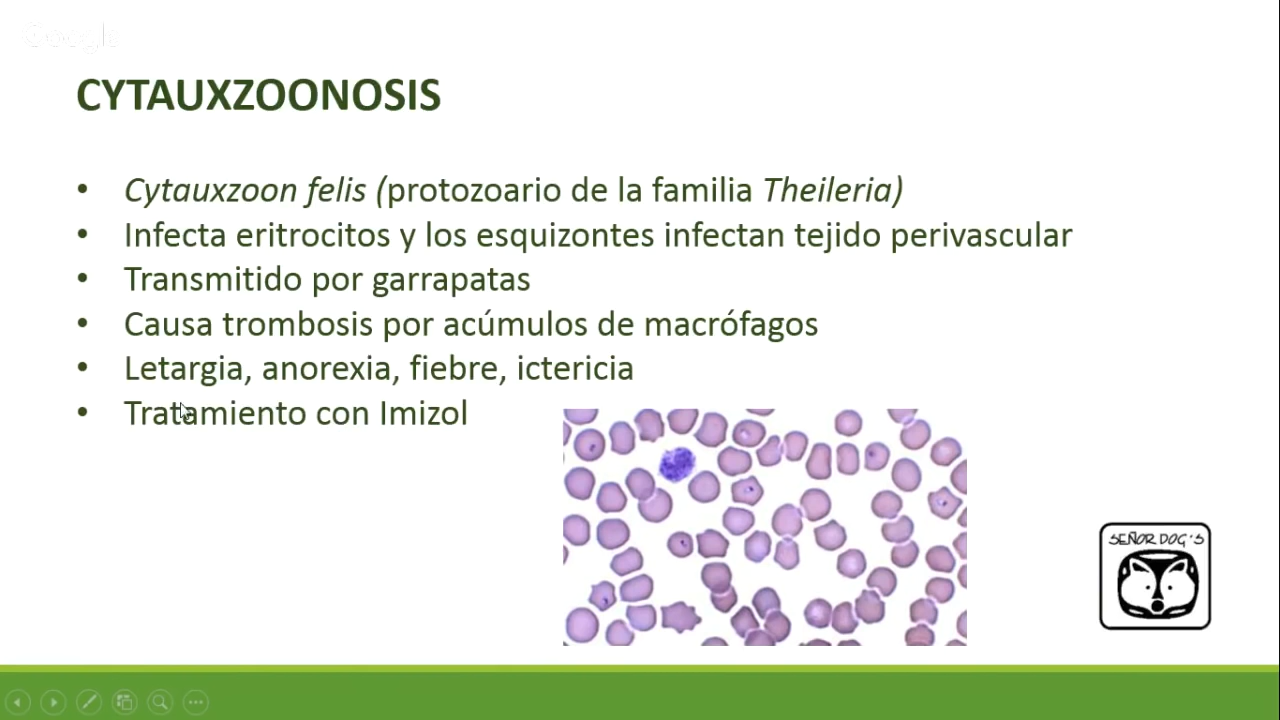 Google
CYTAUXZOONOSIS
• Cytauxzoon felis (protozoario de la familia Theileria)
• Infecta eritrocitos y los esquizontes infectan tejido perivascular
• Transmitido por garrapatas
• Causa trombosis por acúmulos de macrófagos
• Letargia, anorexia, fiebre, ictericia
• Tratamiento con Imizol
SEÑOR DOG'S